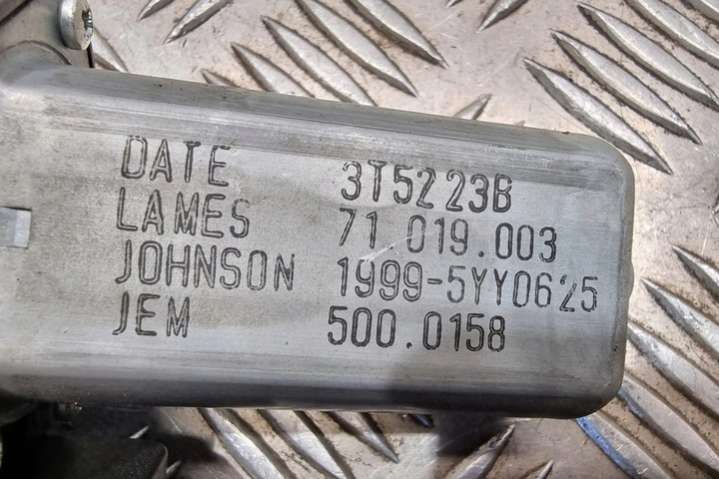 DATE 3T5223B
LAMES 71 019.003
JOHNSON 1999-5YY0625
JEM 500.0158